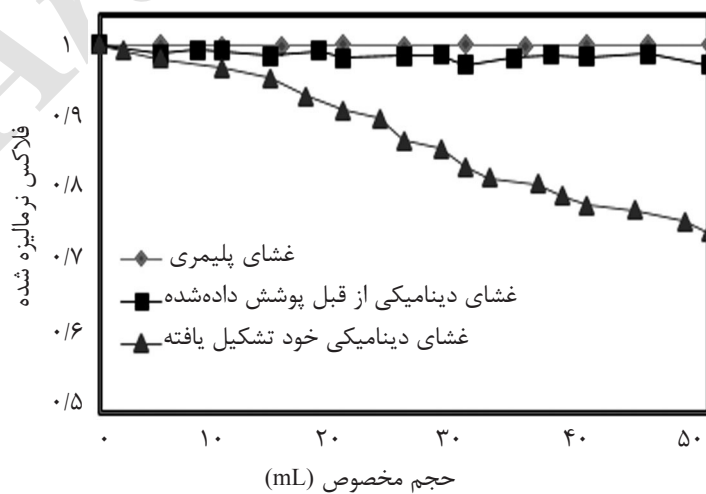 ۱
۰/۹
۰/۸
۰/۷
۰/۶
۰/۵
فلاکس نرمالیزه شده
غشای پلیمری
غشای دینامیکی از قبل پوشش داده‌شده
غشای دینامیکی خود تشکیل یافته
۰ ۱۰ ۲۰ ۳۰ ۴۰ ۵۰
حجم مخصوص (mL)